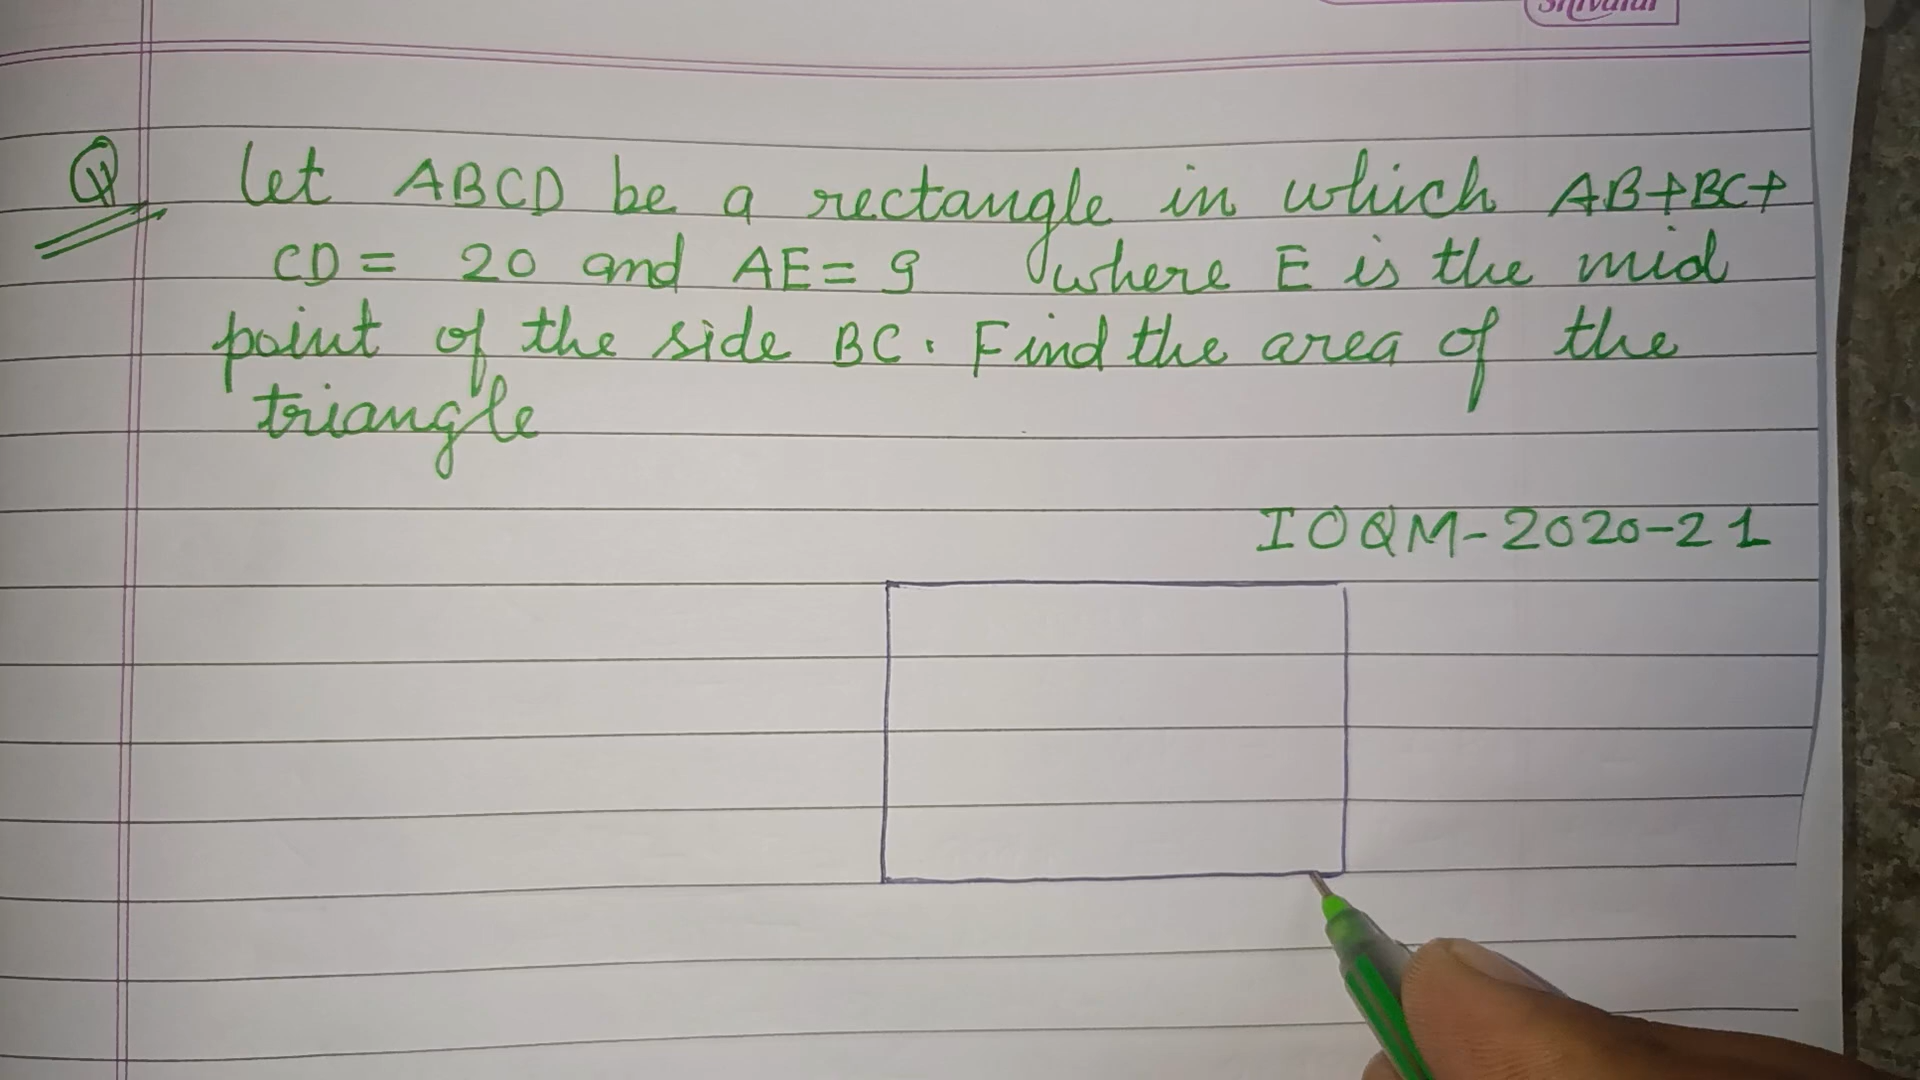 Shivalal
Q Let ABCD be a rectangle in which AB+BC+
CD = 20 and AE = 9 where E is the mid
point of the side BC. Find the area of the
triangle
IOQM-2020-21